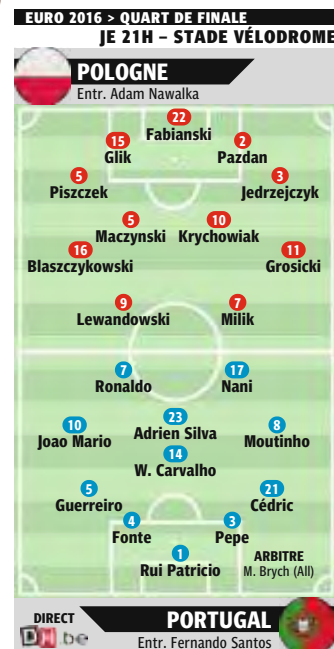 EURO 2016 > QUART DE FINALE
JE 21H – STADE VÉLODROME
POLOGNE
Entr. Adam Nawalka
22
Fabianski
15
Glik
2
Pazdan
5
Piszczek
3
Jedrzejczyk
5
Maczynski
10
Krychowiak
16
Blaszczykowski
11
Grosicki
9
Lewandowski
7
Milik
7
Ronaldo
17
Nani
10
Joao Mario
23
Adrien Silva
8
Moutinho
14
W. Carvalho
5
Guerreiro
21
Cédric
4
Fonte
3
Pepe
1
Rui Patricio
ARBITRE
M. Brych (All)
DIRECT
DH.be
PORTUGAL
Entr. Fernando Santos